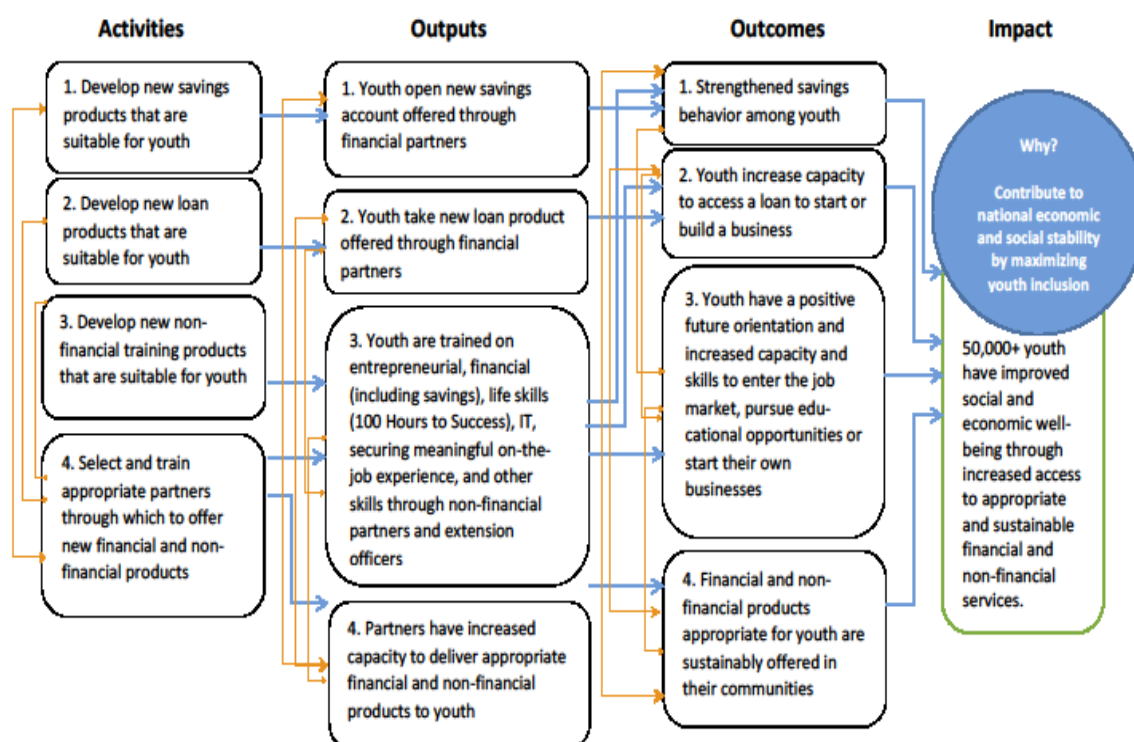 Activities
Outputs
Outcomes
Impact
1. Develop new savings
products that are
suitable for youth
2. Develop new loan
products that are
suitable for youth
3. Develop new non-
financial training products
that are suitable for youth
4. Select and train
appropriate partners
through which to offer
new financial and non-
financial products
1. Youth open new savings
account offered through
financial partners
2. Youth take new loan product
offered through financial
partners
3. Youth are trained on
entrepreneurial, financial
(including savings), life skills
(100 Hours to Success), IT,
securing meaningful on-the-
job experience, and other
skills through non-financial
partners and extension
officers
4. Partners have increased
capacity to deliver appropriate
financial and non-financial
products to youth
1. Strengthened savings
behavior among youth
2. Youth increase capacity
to access a loan to start or
build a business
3. Youth have a positive
future orientation and
increased capacity and
skills to enter the job
market, pursue edu-
cational opportunities or
start their own
businesses
4. Financial and non-
financial products
appropriate for youth are
sustainably offered in
their communities
Why?
Contribute to
national economic
and social stability
by maximizing
youth inclusion
50,000+ youth
have improved
social and
economic well-
being through
increased access
to appropriate
and sustainable
financial and
non-financial
services.